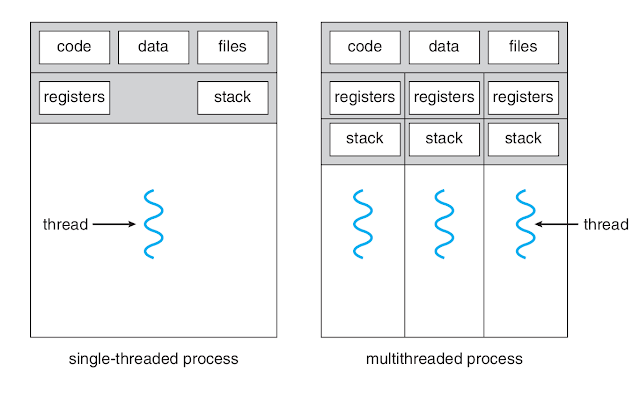 code data files
registers stack
thread
single-threaded process
code data files
registers registers registers
stack stack stack
thread
multithreaded process